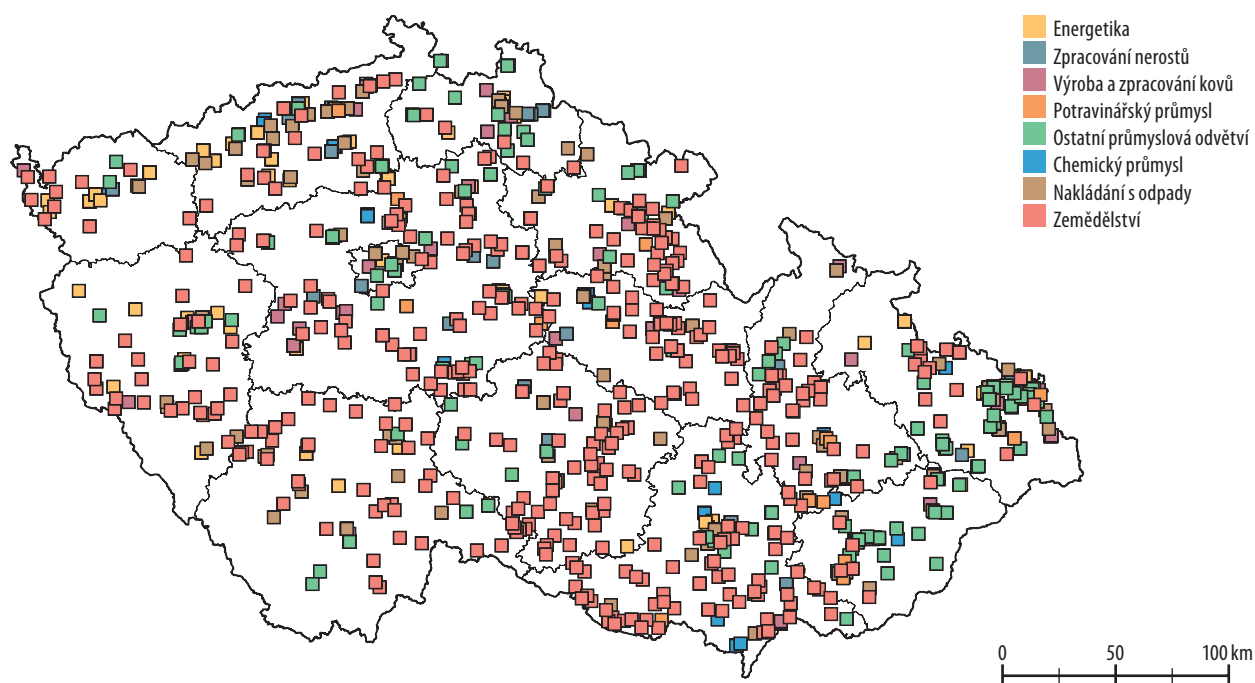 Energetika
Zpracování nerostů
Výroba a zpracování kovů
Potravinářský průmysl
Ostatní průmyslová odvětví
Chemický průmysl
Nakládání s odpady
Zemědělství
0 50 100 km